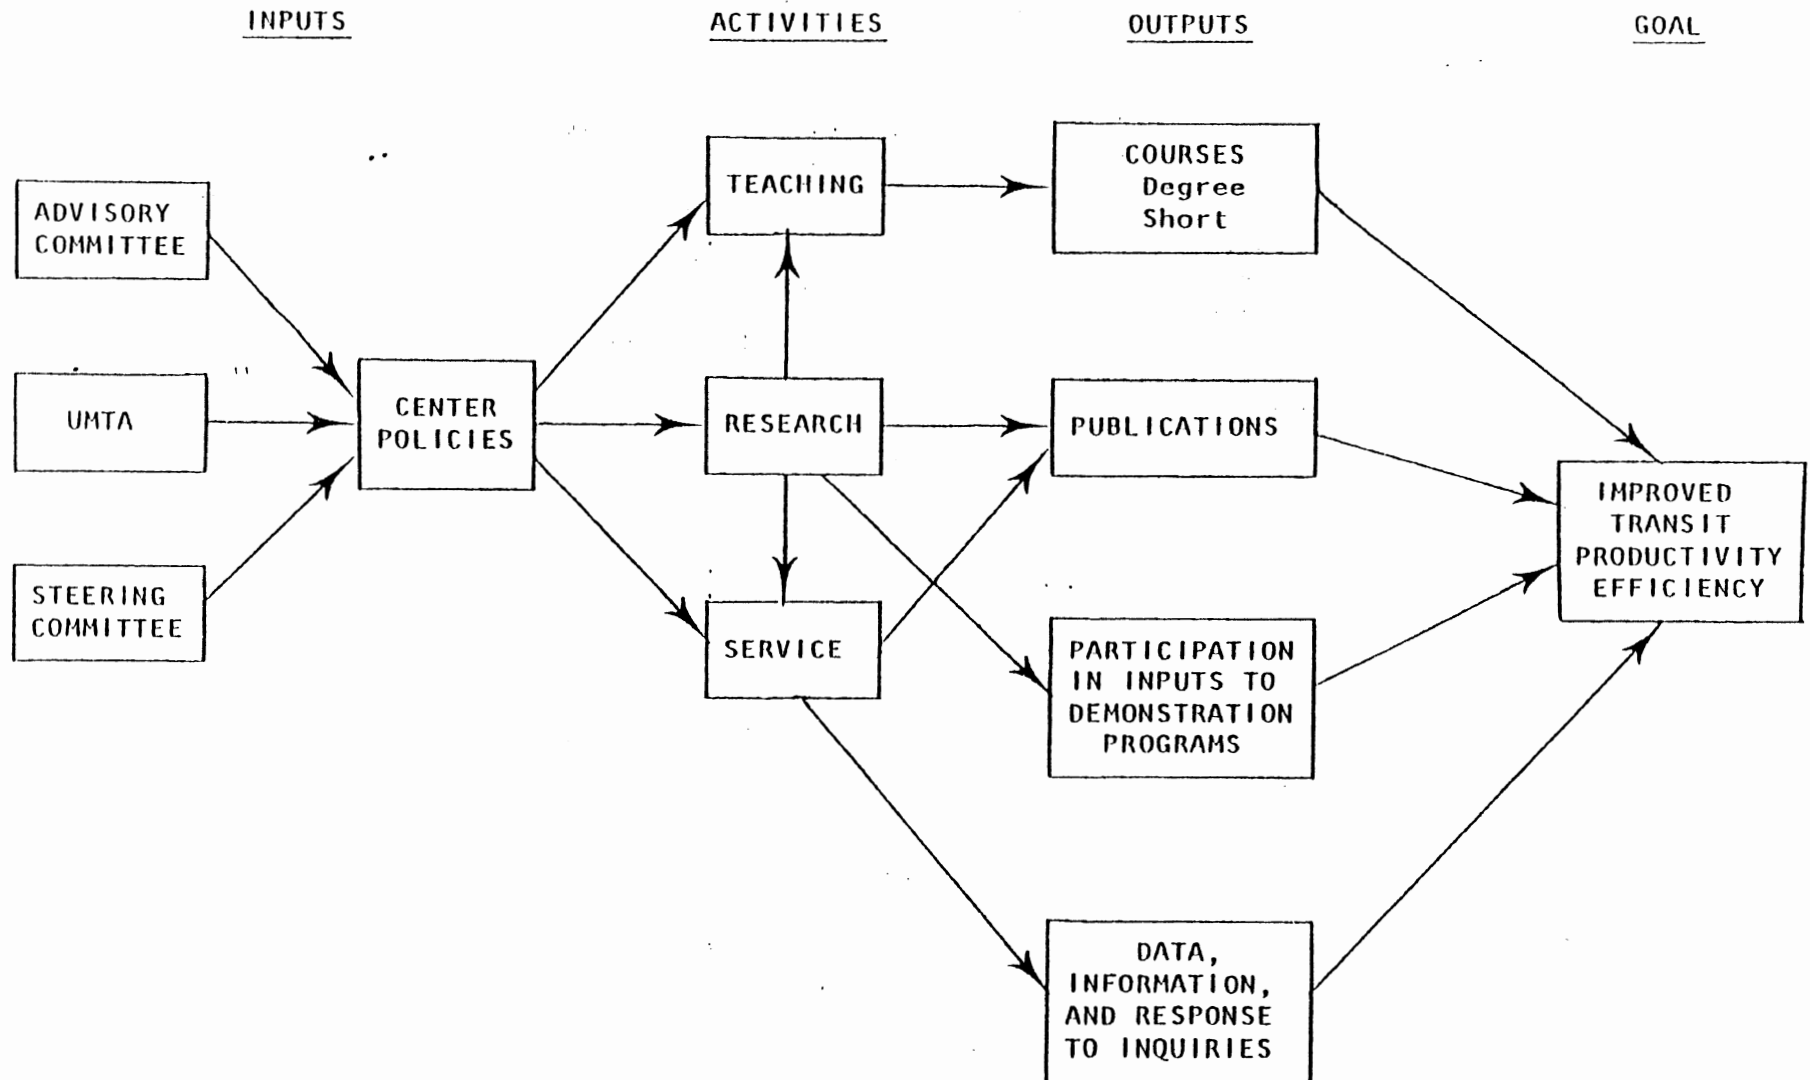 INPUTS
ACTIVITIES
OUTPUTS
GOAL
ADVISORY
COMMITTEE
UMTA
STEERING
COMMITTEE
CENTER
POLICIES
TEACHING
RESEARCH
SERVICE
COURSES
Degree
Short
PUBLICATIONS
PARTICIPATION
IN INPUTS TO
DEMONSTRATION
PROGRAMS
DATA,
INFORMATION,
AND RESPONSE
TO INQUIRIES
IMPROVED
TRANSIT
PRODUCTIVITY
EFFICIENCY